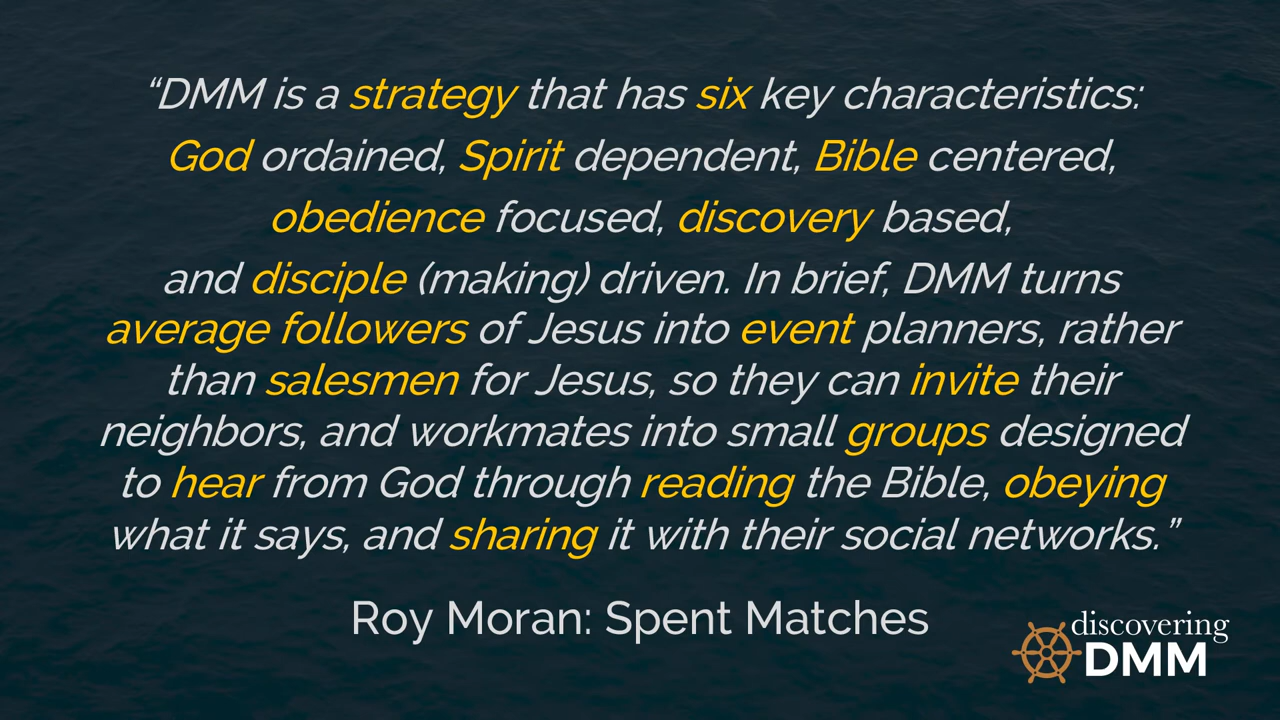 “DMM is a strategy that has six key characteristics:
God ordained, Spirit dependent, Bible centered,
obedience focused, discovery based,
and disciple (making) driven. In brief, DMM turns
average followers of Jesus into event planners, rather
than salesmen for Jesus, so they can invite their
neighbors, and workmates into small groups designed
to hear from God through reading the Bible, obeying
what it says, and sharing it with their social networks.”
Roy Moran: Spent Matches
discovering
DMM